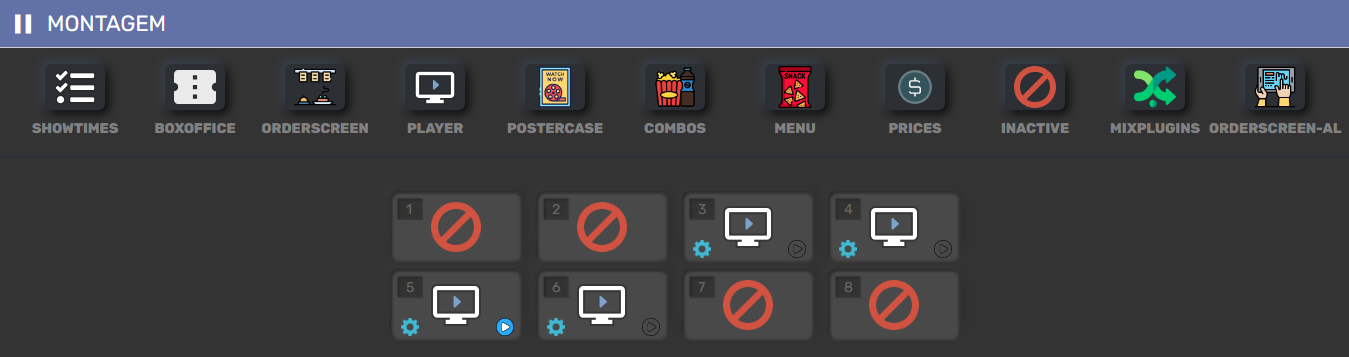 MONTAGEM
WATCH
NOW
SNACK
$
SHOWTIMES BOXOFFICE ORDERSCREEN PLAYER POSTERCASE COMBOS MENU PRICES INACTIVE MIXPLUGINS ORDERSCREEN-AL
1 2 3 4
5 6 7 8